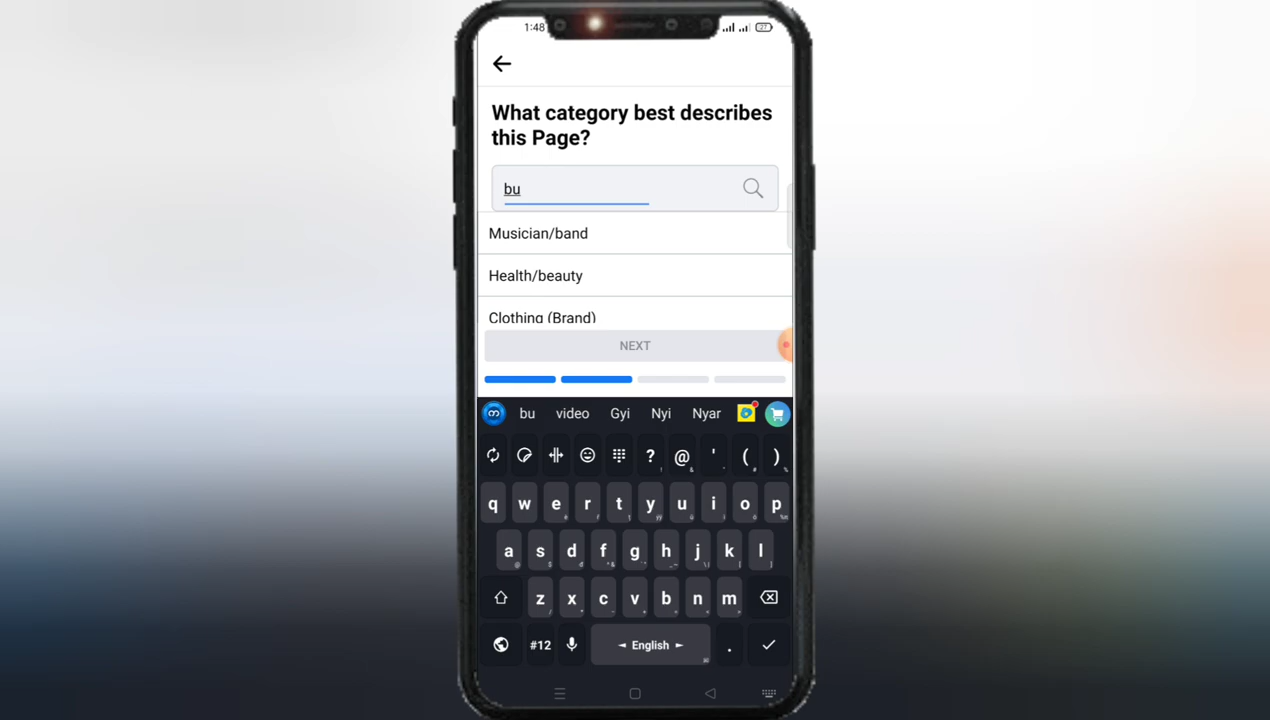 1:48
27
What category best describes
this Page?
bu
Musician/band
Health/beauty
Clothing (Brand)
NEXT
bu video Gyi Nyi Nyar
? @ ' ( )
q w e r t y u i o p
a s d f g h j k l
z x c v b n m
#12 English .